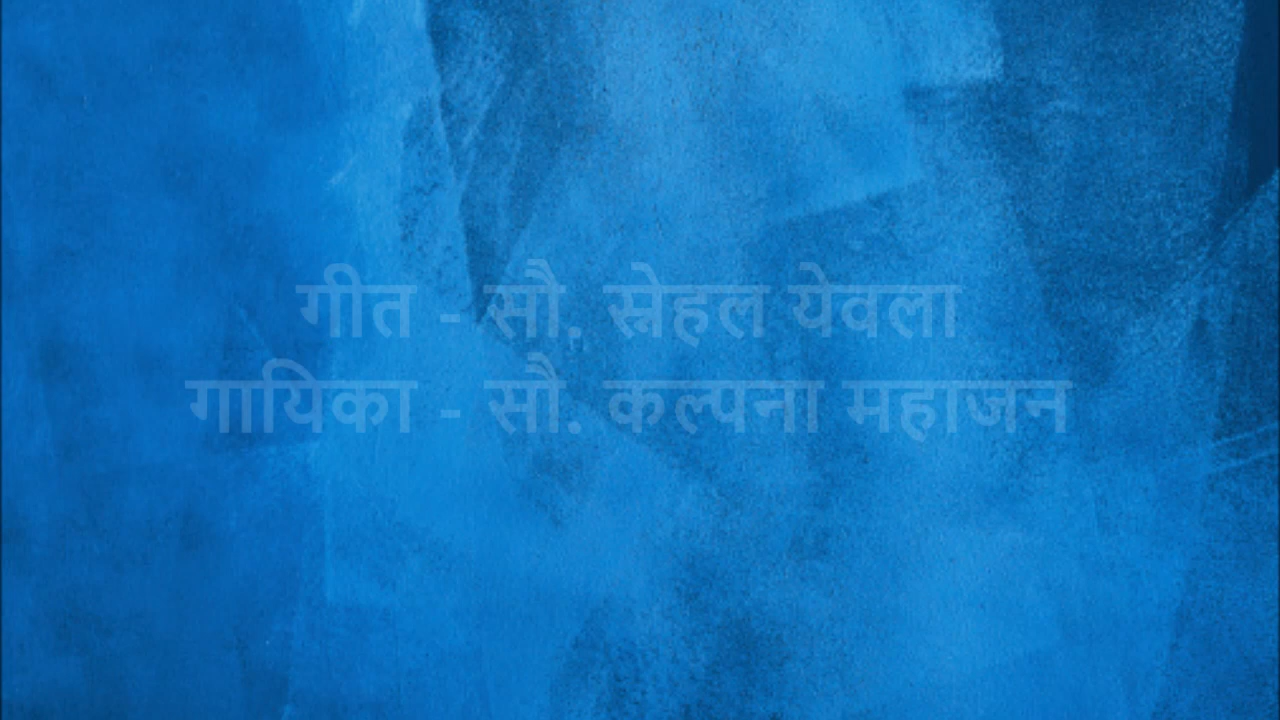 गीत - सौ. स्नेहल येवला
गायिका - सौ. कल्पना महाजन